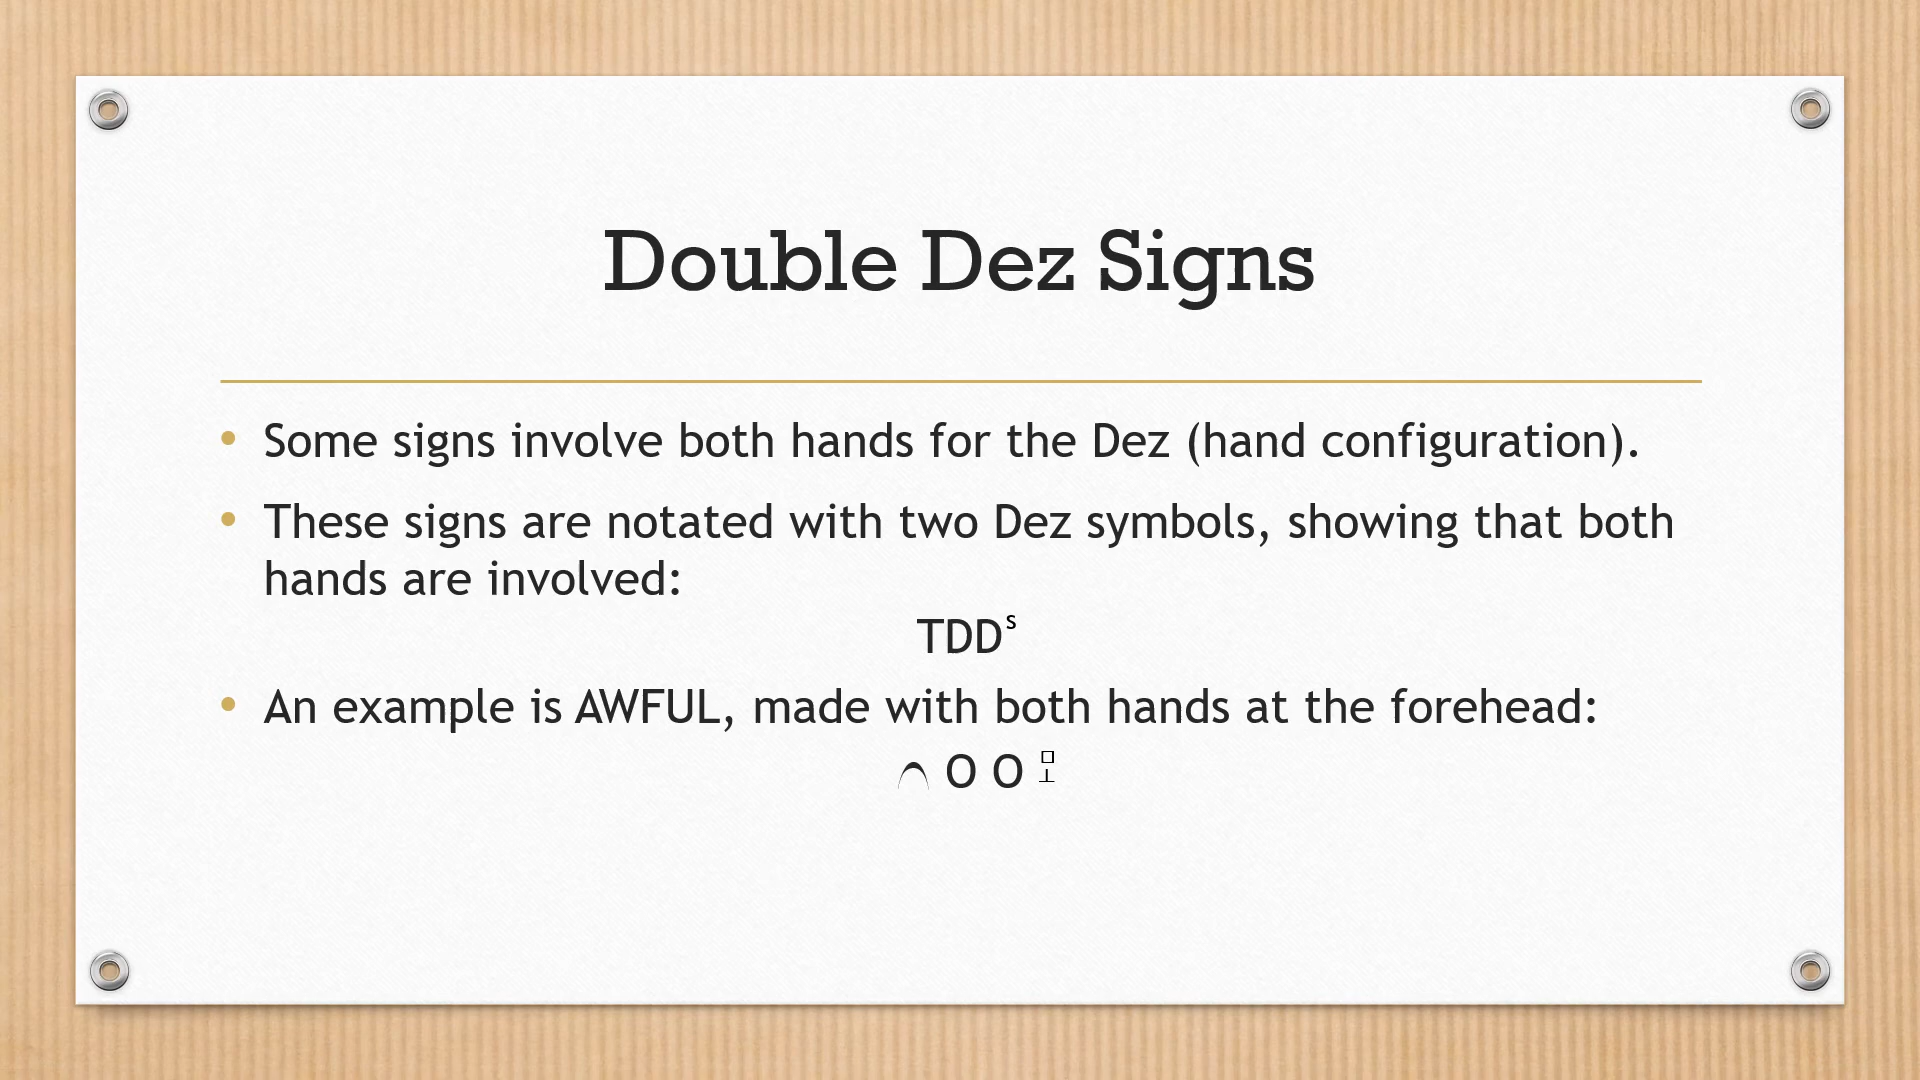 Double Dez Signs
• Some signs involve both hands for the Dez (hand configuration).
• These signs are notated with two Dez symbols, showing that both
hands are involved:
TDDˢ
• An example is AWFUL, made with both hands at the forehead:
⌒ O O □⊥